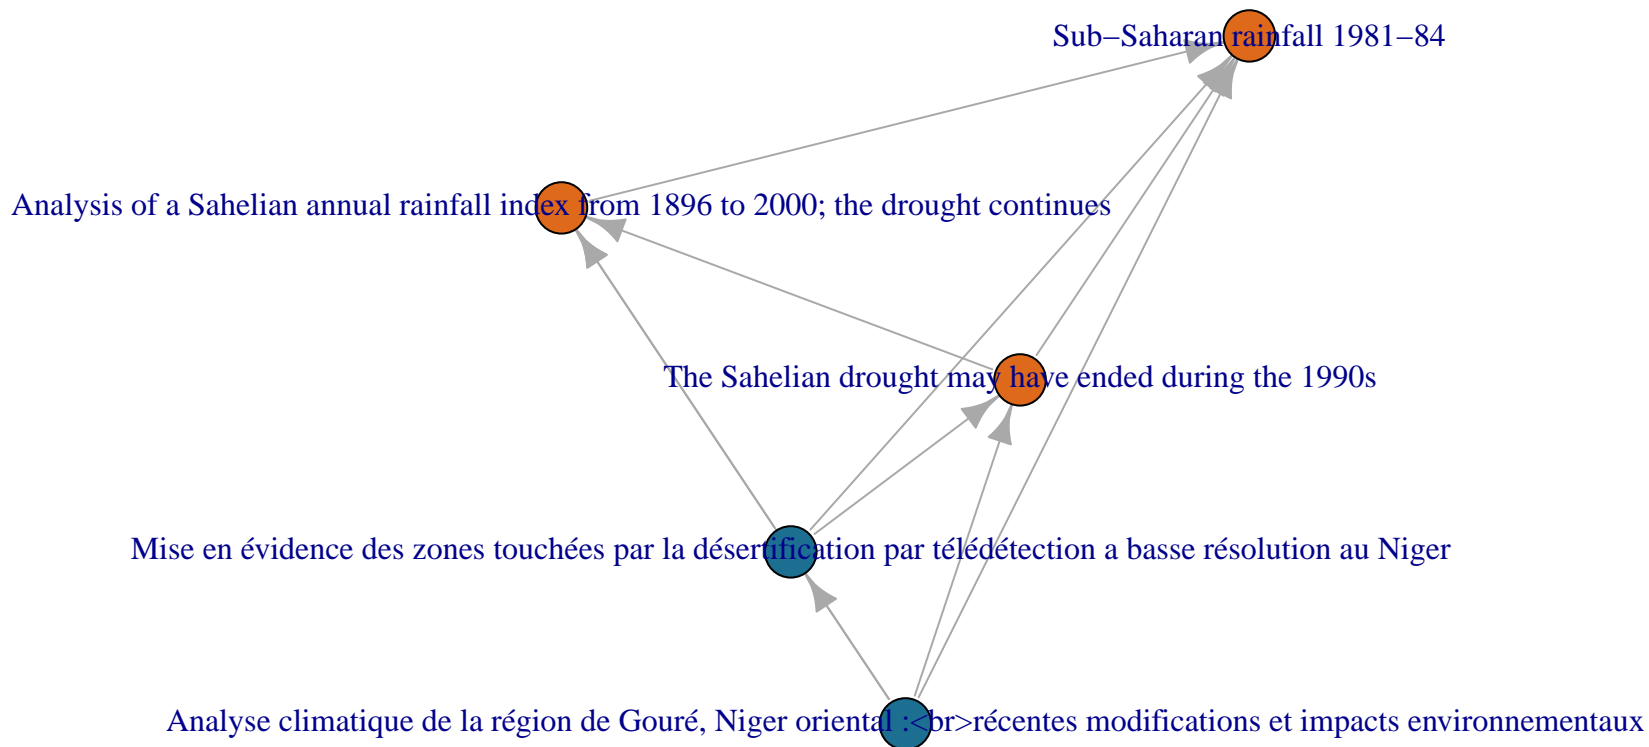 Sub−Saharan rainfall 1981−84
Analysis of a Sahelian annual rainfall index from 1896 to 2000; the drought continues
The Sahelian drought may have ended during the 1990s
Mise en évidence des zones touchées par la désertification par télédétection a basse résolution au Niger
Analyse climatique de la région de Gouré, Niger oriental :<br>récentes modifications et impacts environnementaux